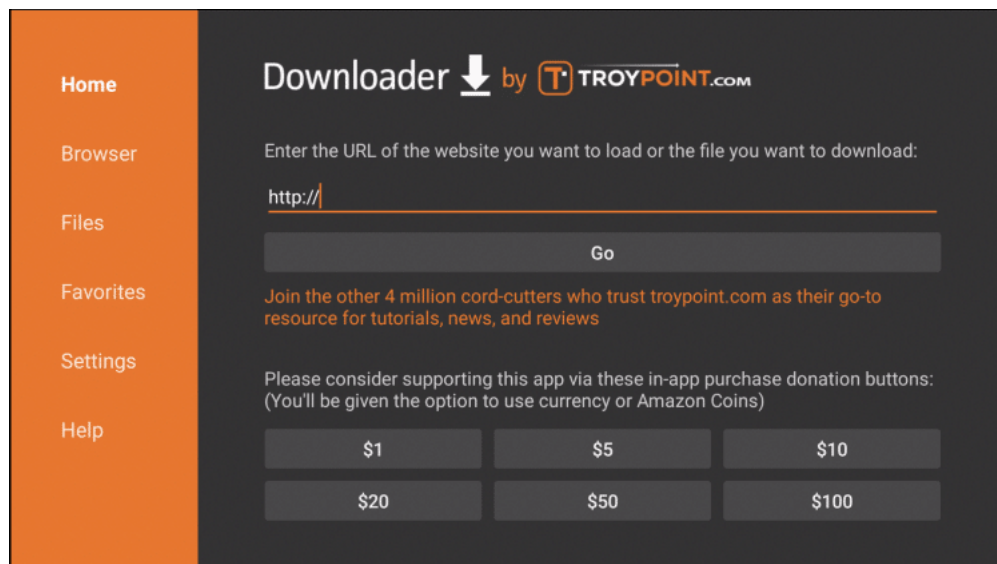 Home
Browser
Files
Favorites
Settings
Help
Downloader by T TROYPOINT.COM
Enter the URL of the website you want to load or the file you want to download:
http://
Go
Join the other 4 million cord-cutters who trust troypoint.com as their go-to
resource for tutorials, news, and reviews
Please consider supporting this app via these in-app purchase donation buttons:
(You'll be given the option to use currency or Amazon Coins)
$1 $5 $10
$20 $50 $100